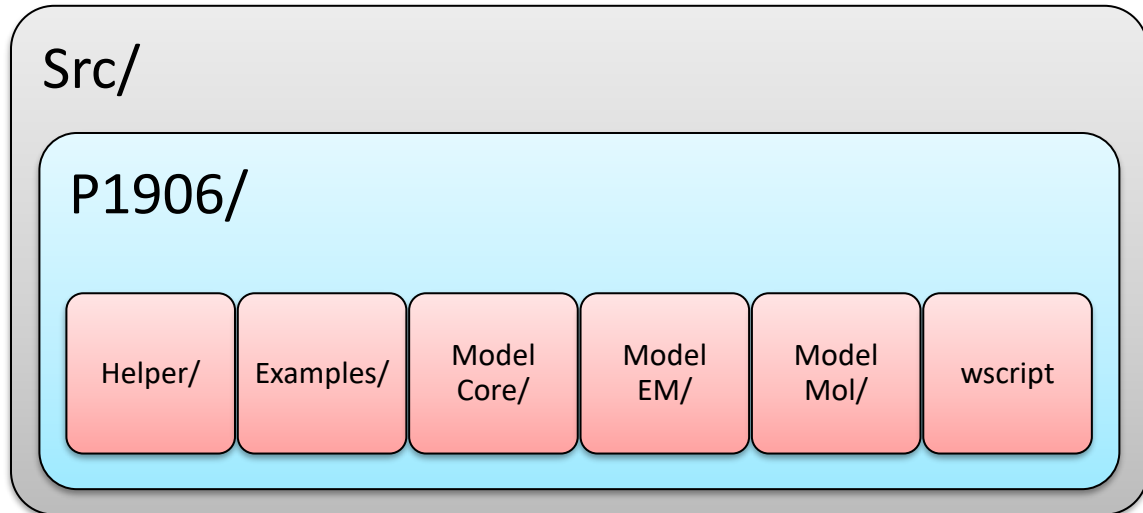 Src/
P1906/
Helper/
Examples/
Model
Core/
Model
EM/
Model
Mol/
wscript